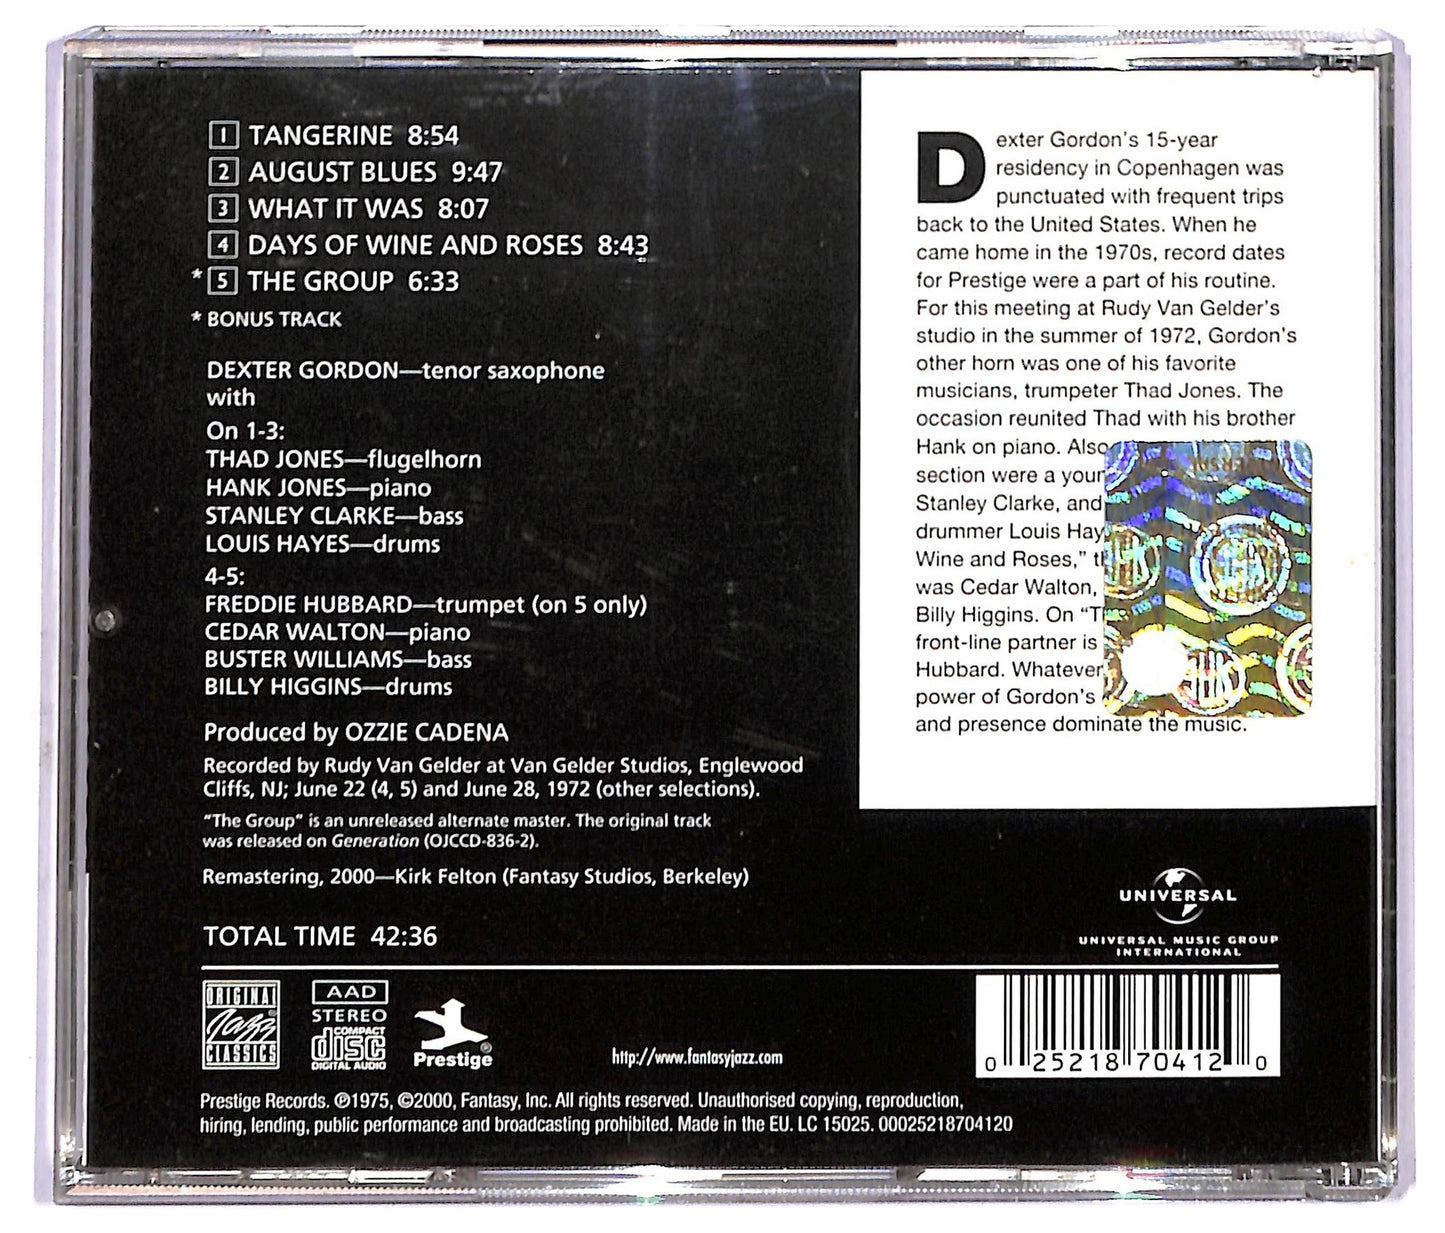 1 TANGERINE 8:54
2 AUGUST BLUES 9:47
3 WHAT IT WAS 8:07
4 DAYS OF WINE AND ROSES 8:43
* 5 THE GROUP 6:33
* BONUS TRACK
DEXTER GORDON—tenor saxophone
with
On 1-3:
THAD JONES—flugelhorn
HANK JONES—piano
STANLEY CLARKE—bass
LOUIS HAYES—drums
4-5:
FREDDIE HUBBARD—trumpet (on 5 only)
CEDAR WALTON—piano
BUSTER WILLIAMS—bass
BILLY HIGGINS—drums
Produced by OZZIE CADENA
Recorded by Rudy Van Gelder at Van Gelder Studios, Englewood
Cliffs, NJ; June 22 (4, 5) and June 28, 1972 (other selections).
"The Group" is an unreleased alternate master. The original track
was released on Generation (OJCCD-836-2).
Remastering, 2000—Kirk Felton (Fantasy Studios, Berkeley)
TOTAL TIME 42:36
Dexter Gordon's 15-year
residency in Copenhagen was
punctuated with frequent trips
back to the United States. When he
came home in the 1970s, record dates
for Prestige were a part of his routine.
For this meeting at Rudy Van Gelder's
studio in the summer of 1972, Gordon's
other horn was one of his favorite
musicians, trumpeter Thad Jones. The
occasion reunited Thad with his brother
Hank on piano. Also
section were a
Stanley Clarke, and
drummer Louis
Wine and Roses,"
was Cedar Walton,
Billy Higgins. On
front-line partner is
Hubbard. Whatever
power of Gordon's
and presence dominate the music.
UNIVERSAL
UNIVERSAL MUSIC GROUP
INTERNATIONAL
ORIGINAL
Jazz
CLASSICS
AAD
STEREO
COMPACT
disc
DIGITAL AUDIO
Prestige
http://www.fantasyjazz.com
0 25218 70412 0
Prestige Records. ℗1975, ©2000, Fantasy, Inc. All rights reserved. Unauthorised copying, reproduction,
hiring, lending, public performance and broadcasting prohibited. Made in the EU. LC 15025. 00025218704120